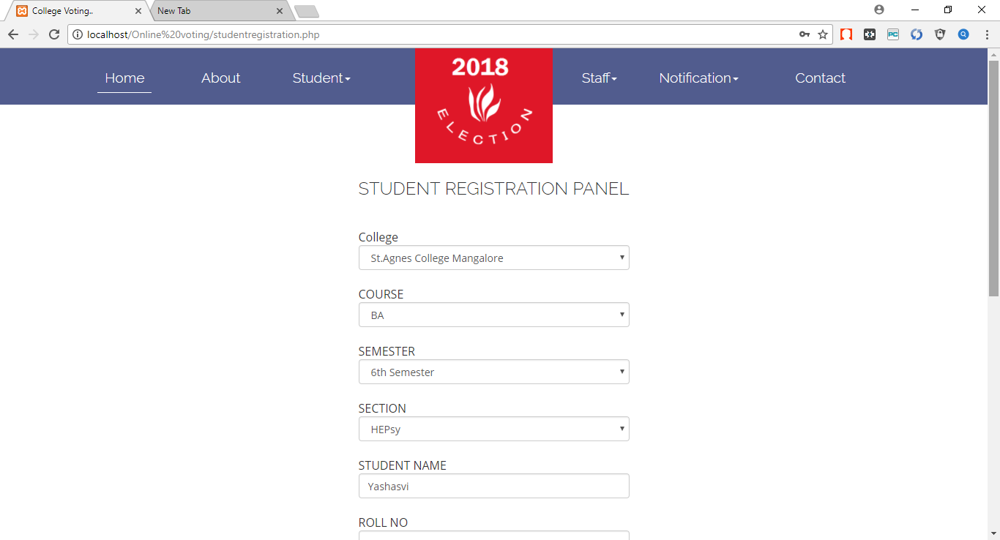 College Voting..
New Tab
localhost/Online%20voting/studentregistration.php
PC
Home About Student Staff Notification Contact
2018
ELECTION
STUDENT REGISTRATION PANEL
College
St.Agnes College Mangalore
COURSE
BA
SEMESTER
6th Semester
SECTION
HEPsy
STUDENT NAME
Yashasvi
ROLL NO